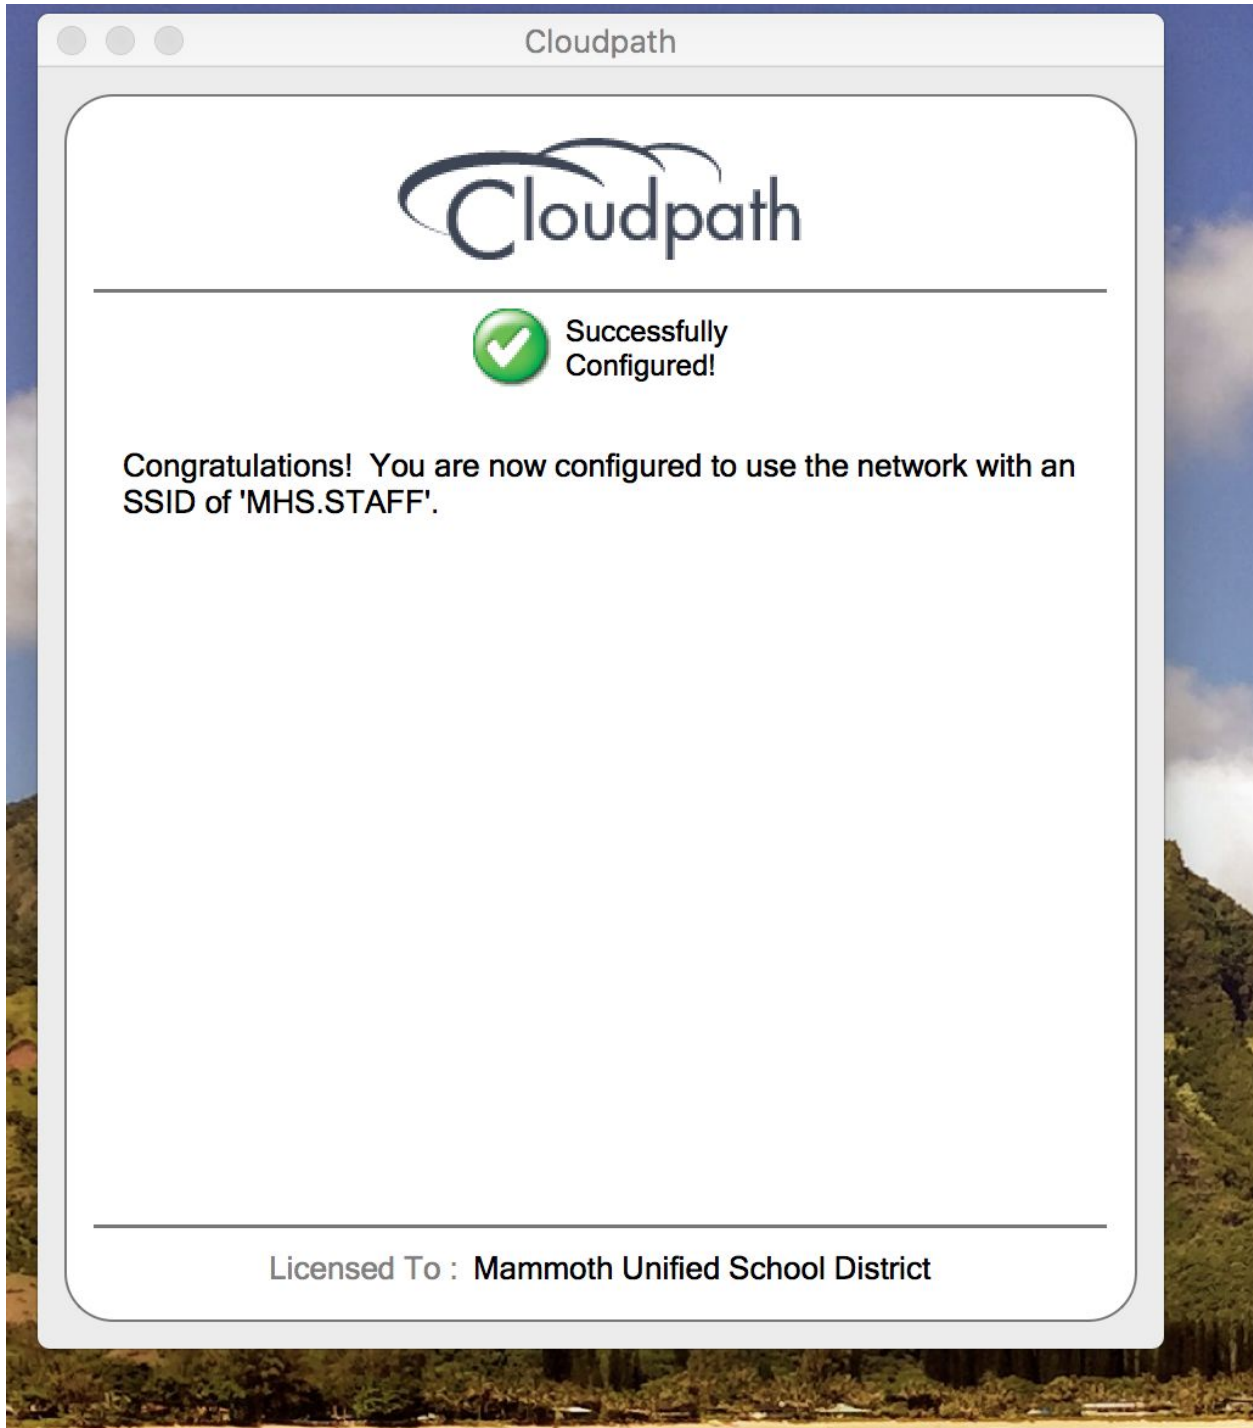 Cloudpath
Cloudpath
Successfully
Configured!
Congratulations!  You are now configured to use the network with an
SSID of 'MHS.STAFF'.
Licensed To : Mammoth Unified School District